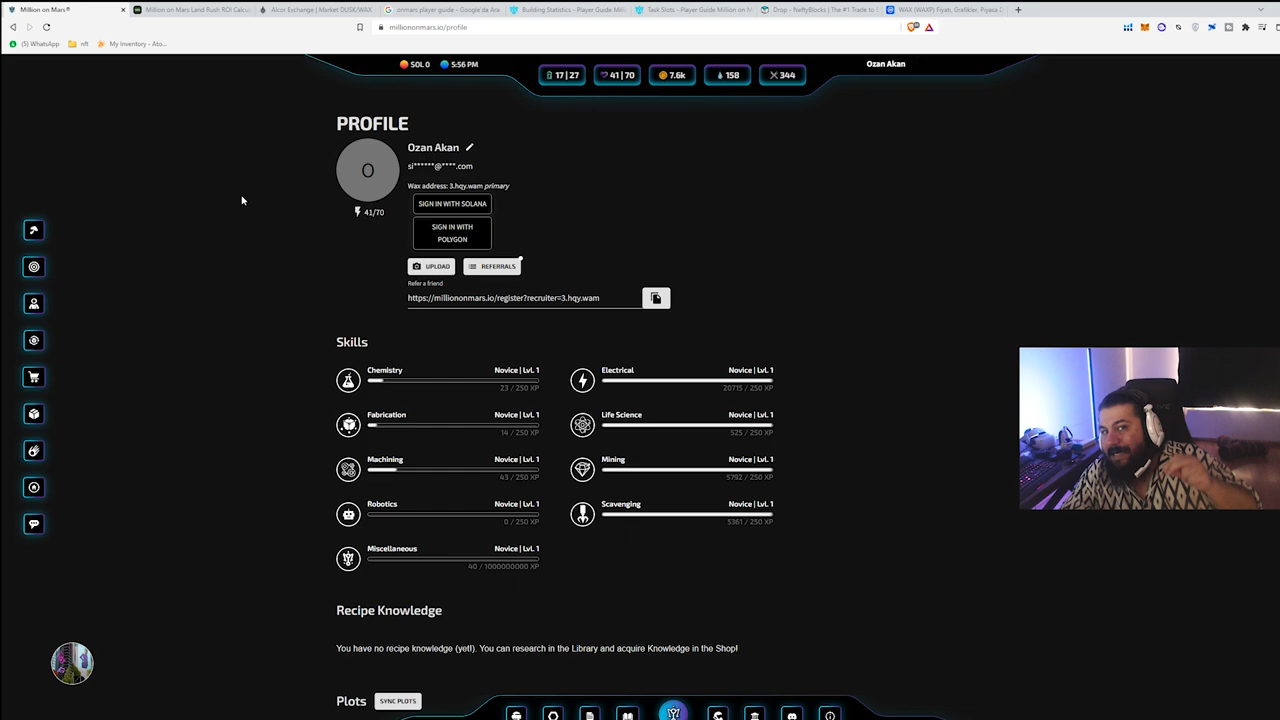 Million on Mars®
Million on Mars Land Rush ROI Calcu
Alcor Exchange | Market DUSK/WAX
onmars player guide - Google'da Ara
Building Statistics - Player Guide Milli
Task Stats - Player Guide Million on M
Drop - NeftyBlocks | The #1 Trade to
WAX (WAXP) Fiyatı, Grafikler, Piyasa D
milliononmars.io/profile
(5) WhatsApp
nft
My Inventory - Ato...
SOL 0
5:56 PM
17 | 27
41 | 70
7.6k
158
344
Ozan Akan
PROFILE
O
Ozan Akan
si******@****.com
Wax address: 3.hqy.wam primary
SIGN IN WITH SOLANA
41/70
SIGN IN WITH
POLYGON
UPLOAD
REFERRALS
Refer a friend
https://milliononmars.io/register?recruiter=3.hqy.wam
Skills
Chemistry
Novice | Lvl. 1
23 / 250 XP
Electrical
Novice | Lvl. 1
20715 / 250 XP
Fabrication
Novice | Lvl. 1
14 / 250 XP
Life Science
Novice | Lvl. 1
525 / 250 XP
Machining
Novice | Lvl. 1
43 / 250 XP
Mining
Novice | Lvl. 1
5792 / 250 XP
Robotics
Novice | Lvl. 1
0 / 250 XP
Scavenging
Novice | Lvl. 1
5361 / 250 XP
Miscellaneous
Novice | Lvl. 1
40 / 1000000000 XP
Recipe Knowledge
You have no recipe knowledge (yet!). You can research in the Library and acquire Knowledge in the Shop!
Plots
SYNC PLOTS